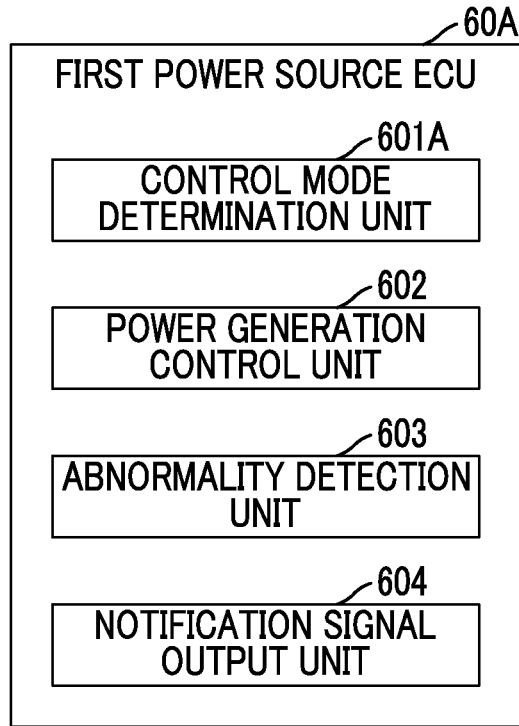 60A
FIRST POWER SOURCE ECU
601A
CONTROL MODE
DETERMINATION UNIT
602
POWER GENERATION
CONTROL UNIT
603
ABNORMALITY DETECTION
UNIT
604
NOTIFICATION SIGNAL
OUTPUT UNIT